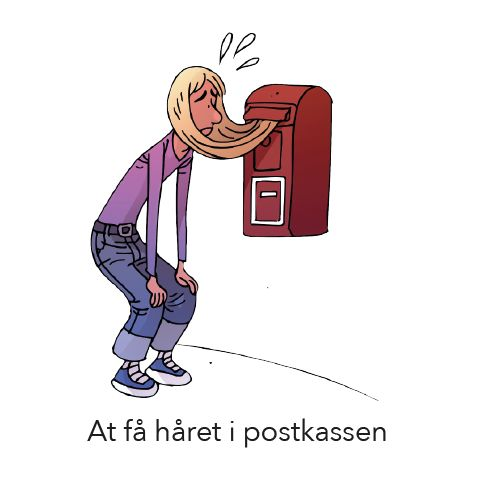 At få håret i postkassen